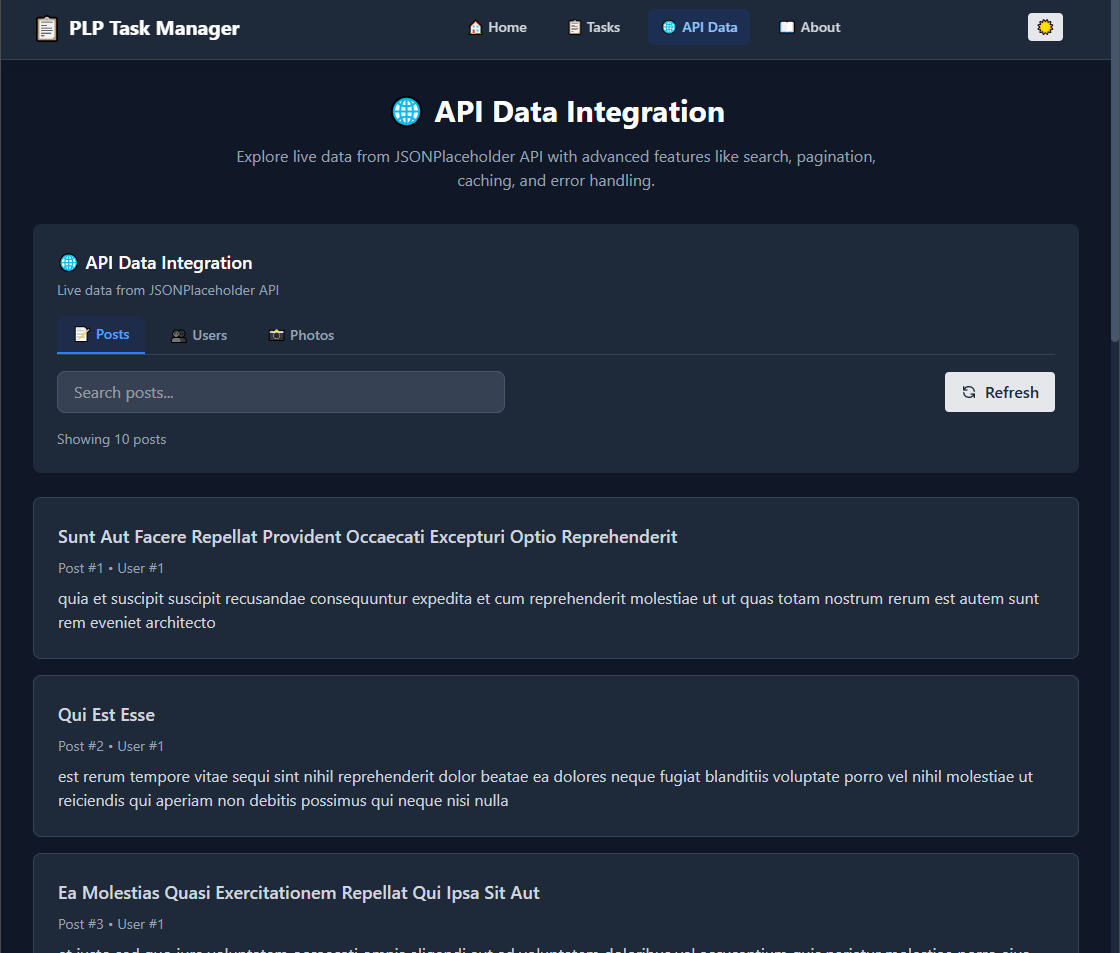 PLP Task Manager
Home
Tasks
API Data
About
API Data Integration
Explore live data from JSONPlaceholder API with advanced features like search, pagination,
caching, and error handling.
API Data Integration
Live data from JSONPlaceholder API
Posts
Users
Photos
Search posts...
Refresh
Showing 10 posts
Sunt Aut Facere Repellat Provident Occaecati Excepturi Optio Reprehenderit
Post #1 • User #1
quia et suscipit suscipit recusandae consequuntur expedita et cum reprehenderit molestiae ut ut quas totam nostrum rerum est autem sunt
rem eveniet architecto
Qui Est Esse
Post #2 • User #1
est rerum tempore vitae sequi sint nihil reprehenderit dolor beatae ea dolores neque fugiat blanditiis voluptate porro vel nihil molestiae ut
reiciendis qui aperiam non debitis possimus qui neque nisi nulla
Ea Molestias Quasi Exercitationem Repellat Qui Ipsa Sit Aut
Post #3 • User #1